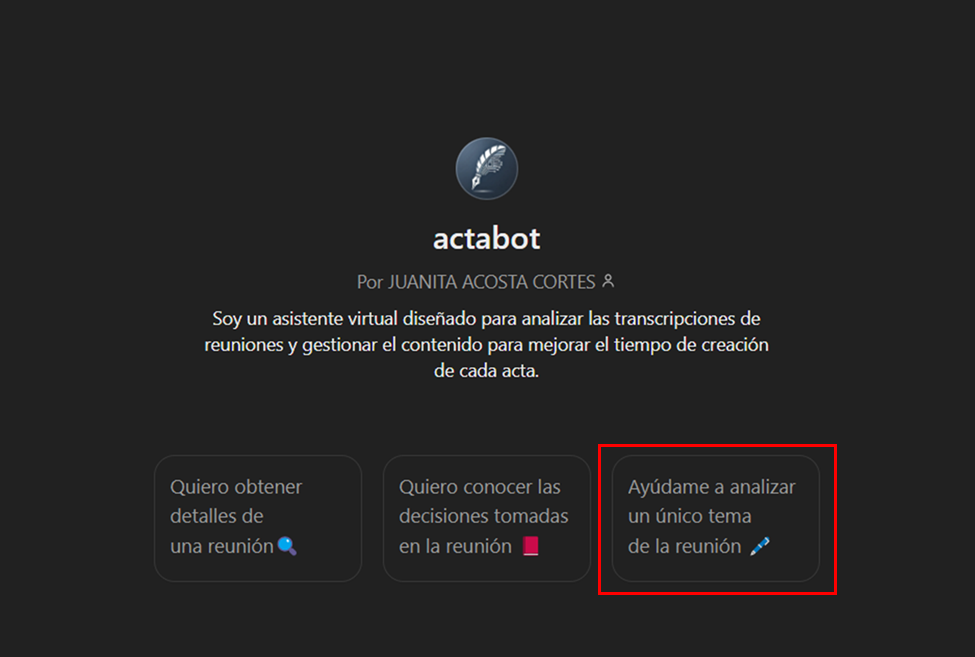 actabot
Por JUANITA ACOSTA CORTES
Soy un asistente virtual diseñado para analizar las transcripciones de
reuniones y gestionar el contenido para mejorar el tiempo de creación
de cada acta.
Quiero obtener
detalles de
una reunión🔍
Quiero conocer las
decisiones tomadas
en la reunión 📕
Ayúdame a analizar
un único tema
de la reunión 🖊️